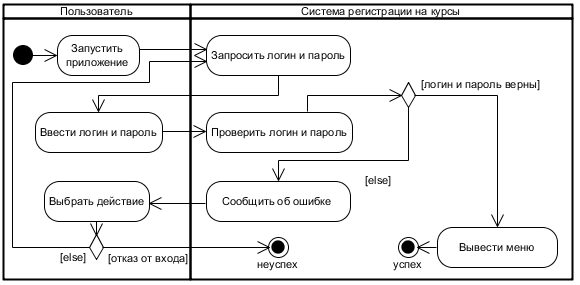 Пользователь
Система регистрации на курсы
Запустить
приложение
Запросить логин и пароль
[логин и пароль верны]
Ввести логин и пароль
Проверить логин и пароль
[else]
Выбрать действие
Сообщить об ошибке
Вывести меню
[else]
[отказ от входа]
неуспех
успех